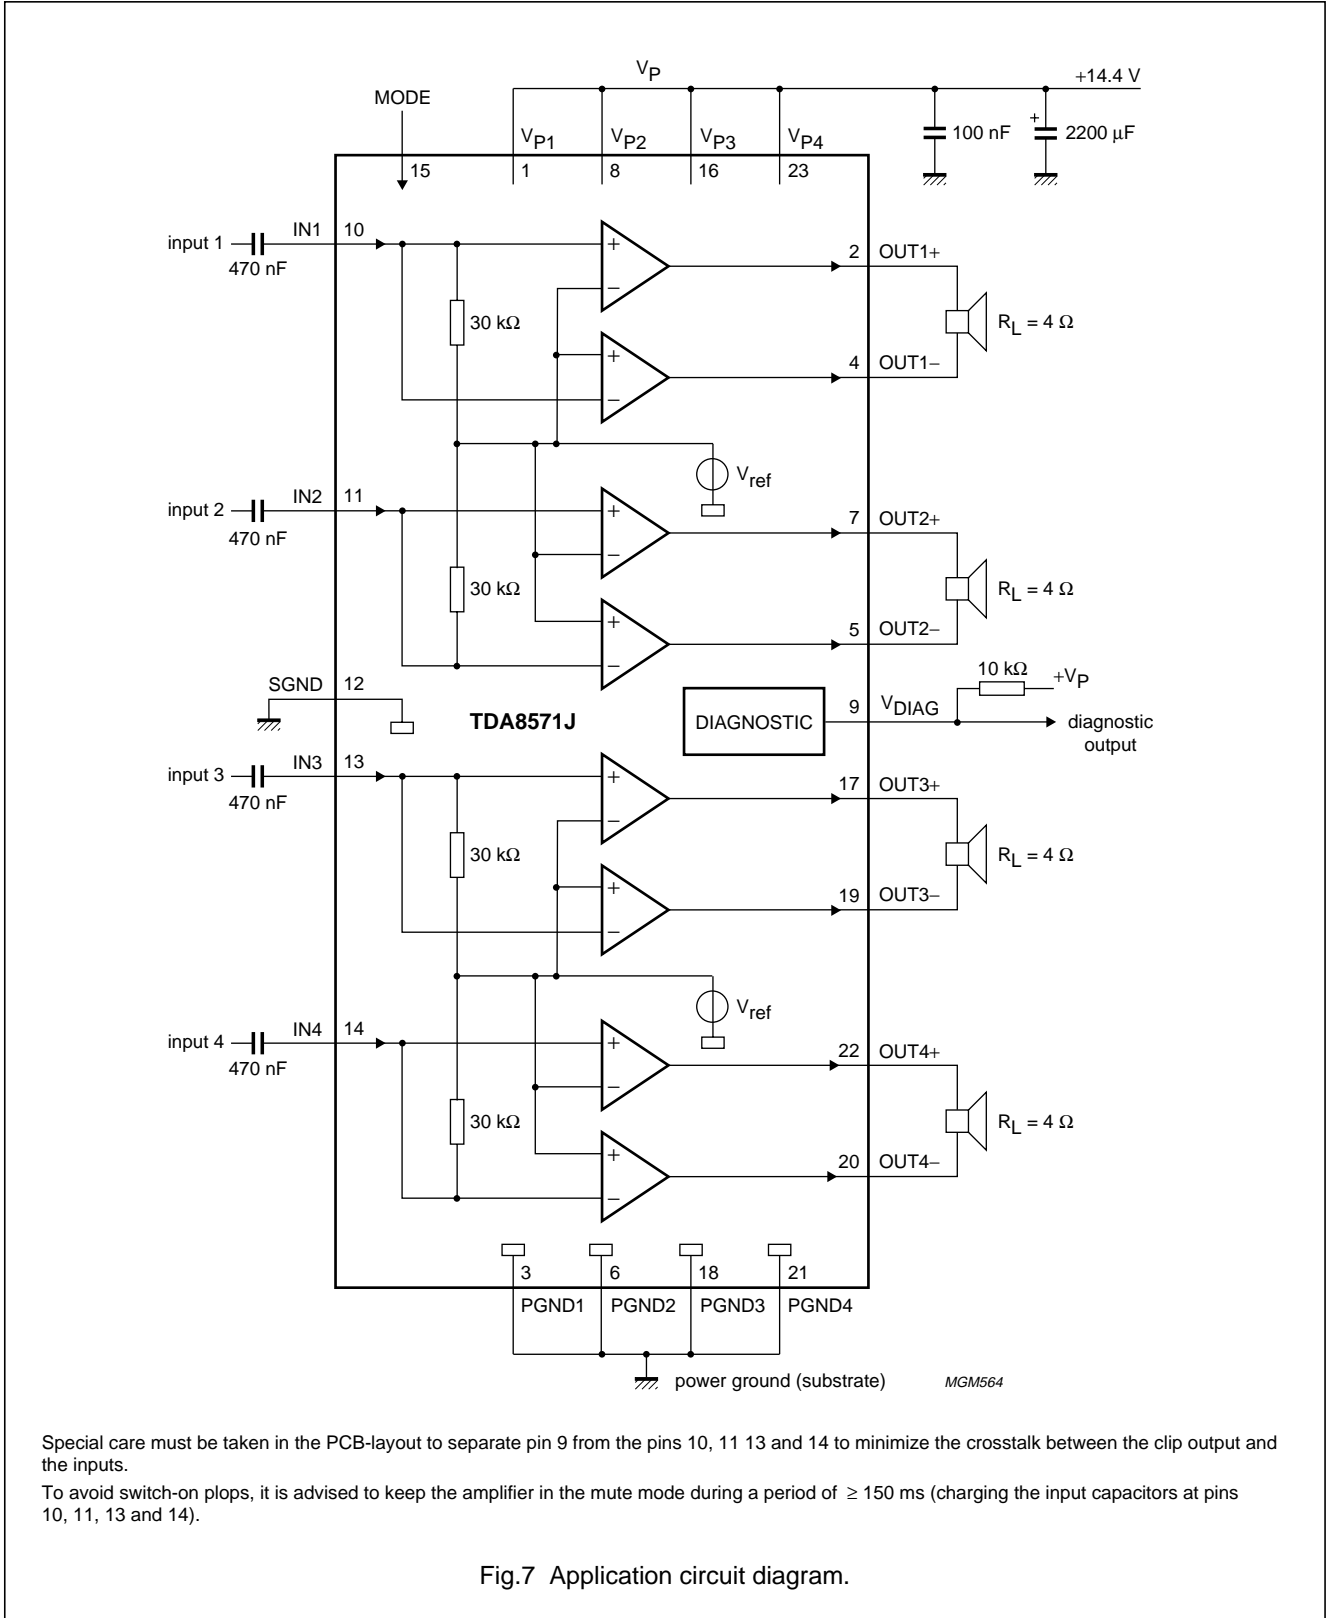 V_P
+14.4 V
MODE
V_P1 V_P2 V_P3 V_P4
100 nF
+
2200 μF
15 1 8 16 23
input 1
470 nF
IN1 10
+
−
2 OUT1+
30 kΩ
R_L = 4 Ω
+
−
4 OUT1−
V_ref
input 2
470 nF
IN2 11
+
−
7 OUT2+
30 kΩ
R_L = 4 Ω
+
−
5 OUT2−
SGND 12
10 kΩ
+V_P
TDA8571J
DIAGNOSTIC
9 V_DIAG
diagnostic
output
input 3
470 nF
IN3 13
+
−
17 OUT3+
30 kΩ
R_L = 4 Ω
+
−
19 OUT3−
V_ref
input 4
470 nF
IN4 14
+
−
22 OUT4+
30 kΩ
R_L = 4 Ω
+
−
20 OUT4−
3 6 18 21
PGND1 PGND2 PGND3 PGND4
power ground (substrate)
MGM564
Special care must be taken in the PCB-layout to separate pin 9 from the pins 10, 11 13 and 14 to minimize the crosstalk between the clip output and
the inputs.
To avoid switch-on plops, it is advised to keep the amplifier in the mute mode during a period of ≥ 150 ms (charging the input capacitors at pins
10, 11, 13 and 14).
Fig.7 Application circuit diagram.